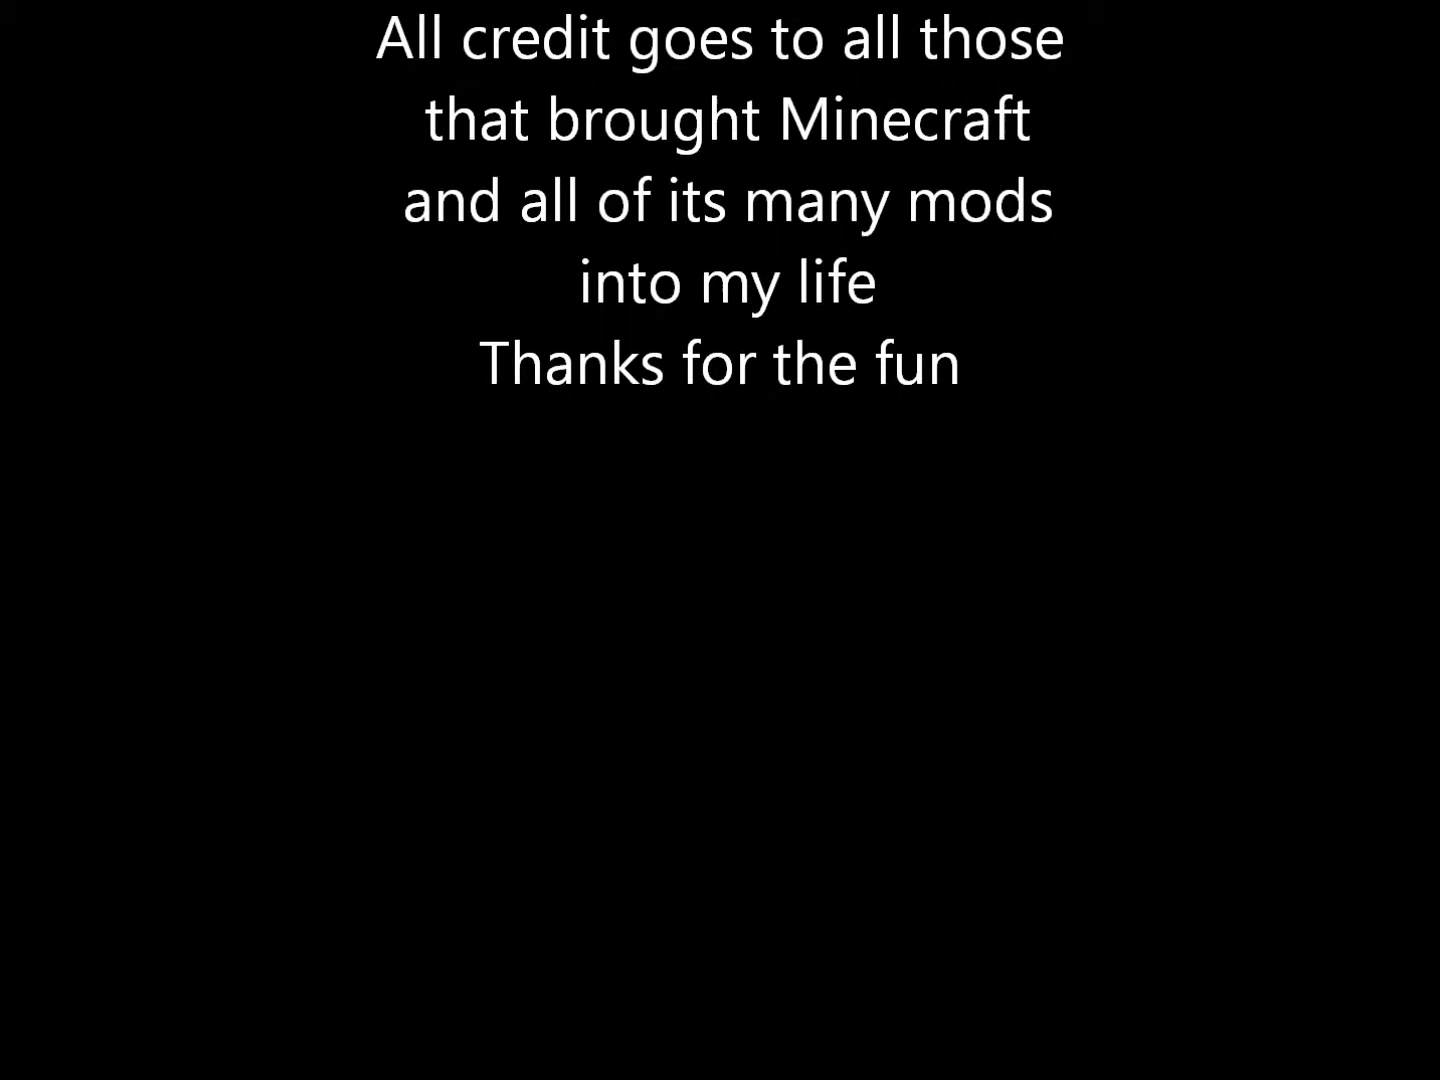 All credit goes to all those
that brought Minecraft
and all of its many mods
into my life
Thanks for the fun